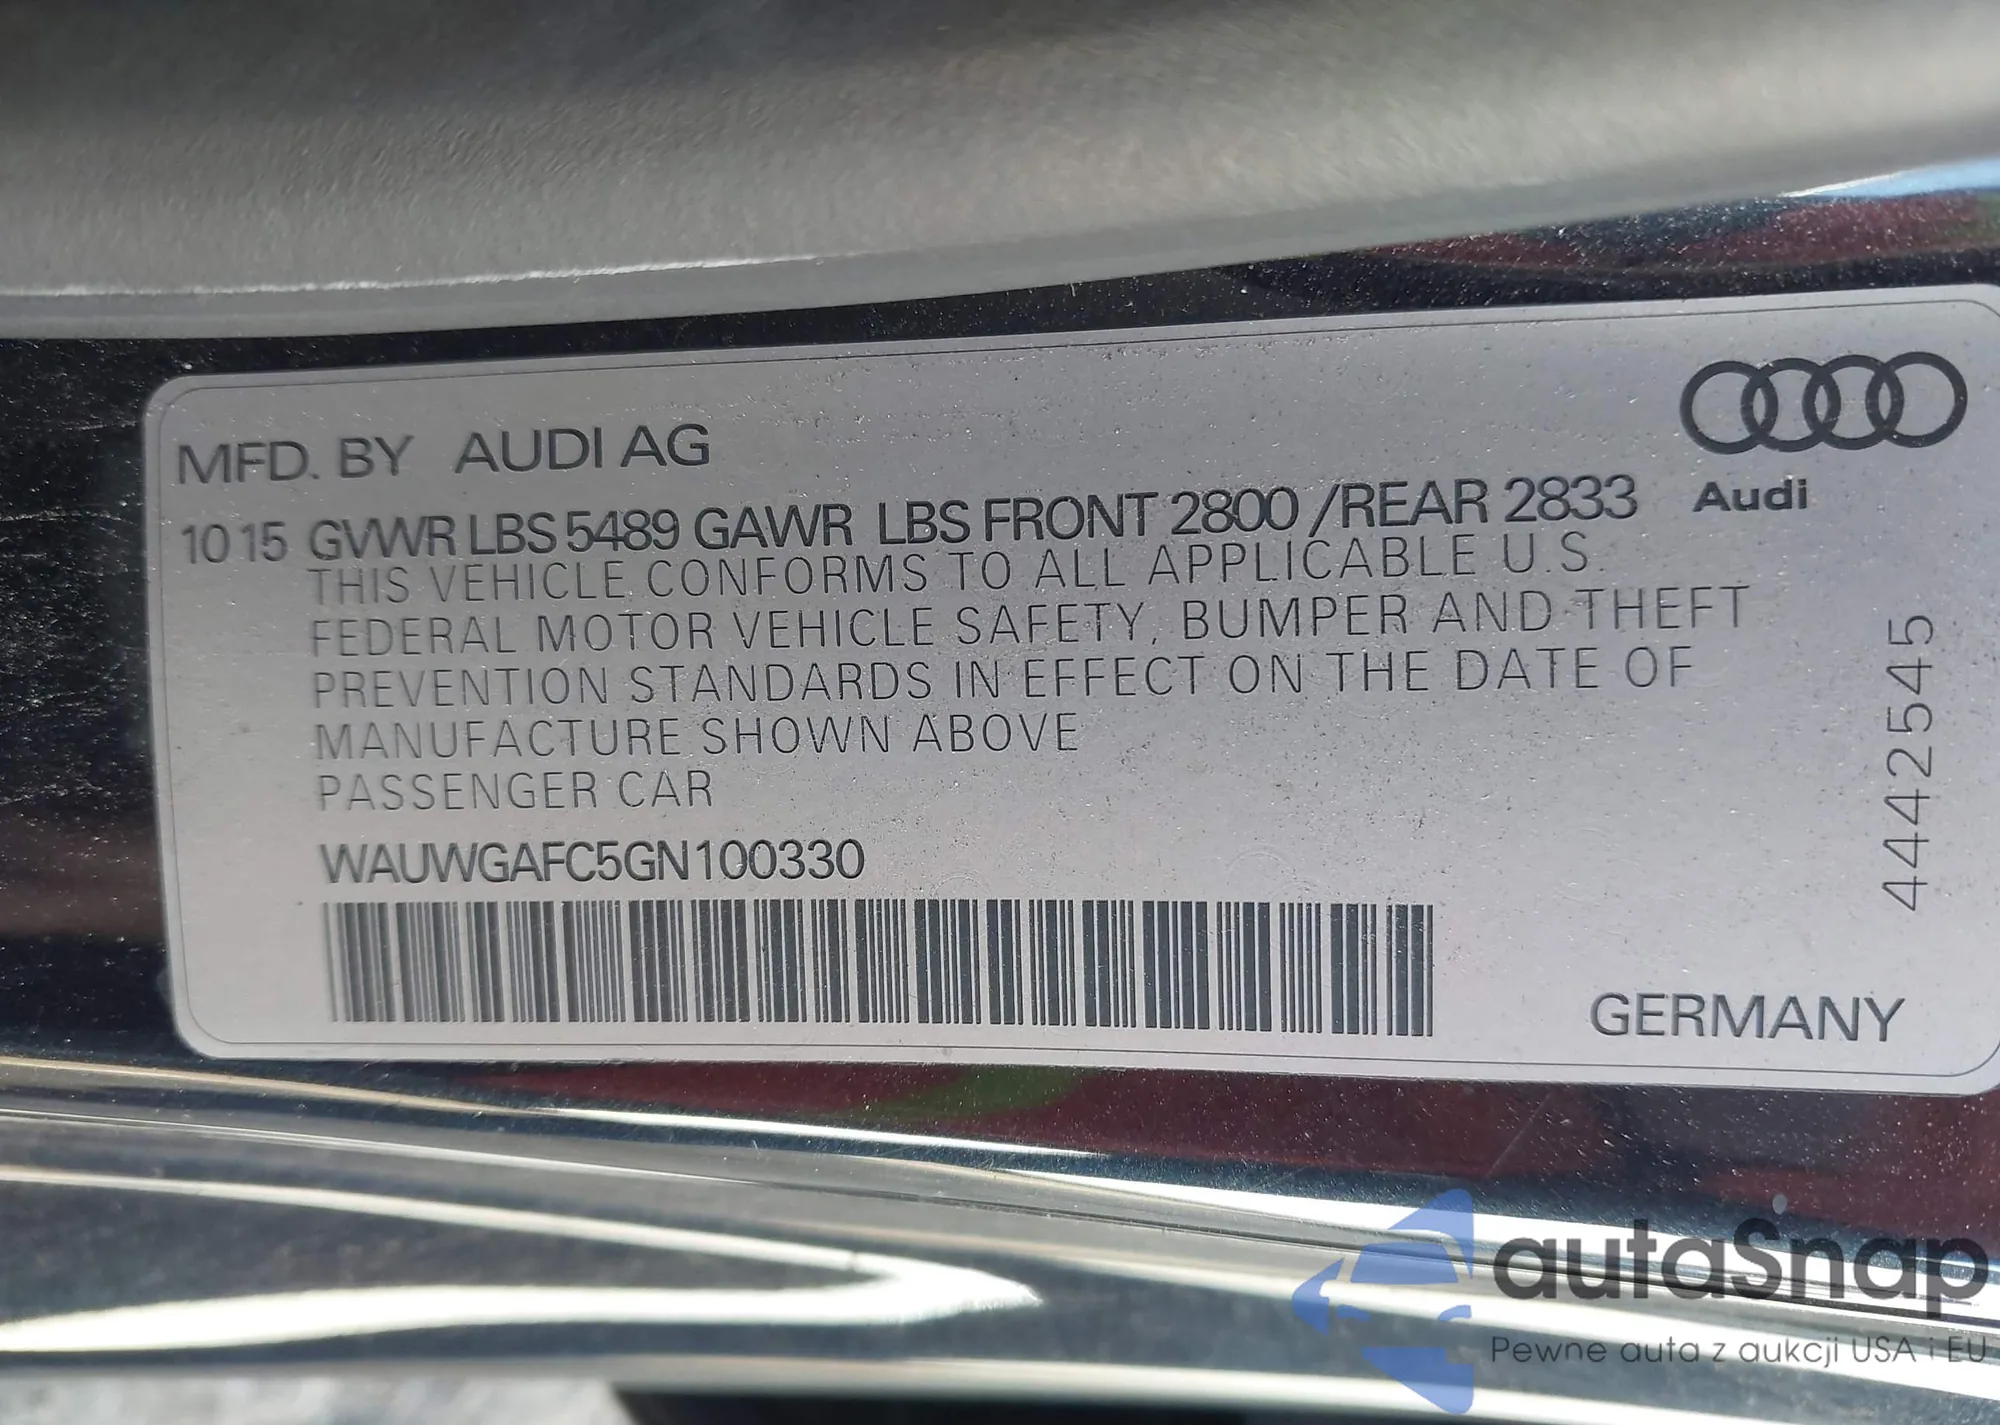 MFD. BY AUDI AG
Audi
10 15 GVWR LBS 5489 GAWR LBS FRONT 2800 /REAR 2833
THIS VEHICLE CONFORMS TO ALL APPLICABLE U.S.
FEDERAL MOTOR VEHICLE SAFETY, BUMPER AND THEFT
PREVENTION STANDARDS IN EFFECT ON THE DATE OF
MANUFACTURE SHOWN ABOVE
PASSENGER CAR
WAUWGAFC5GN100330
4442545
GERMANY
autaSnap
Pewne auta z aukcji USA i EU